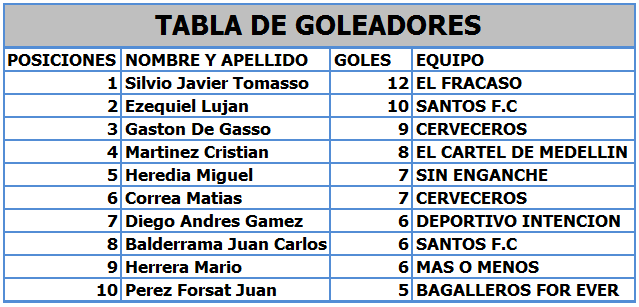 TABLA DE GOLEADORES
POSICIONES NOMBRE Y APELLIDO GOLES EQUIPO
1 Silvio Javier Tomasso 12 EL FRACASO
2 Ezequiel Lujan 10 SANTOS F.C
3 Gaston De Gasso 9 CERVECEROS
4 Martinez Cristian 8 EL CARTEL DE MEDELLIN
5 Heredia Miguel 7 SIN ENGANCHE
6 Correa Matias 7 CERVECEROS
7 Diego Andres Gamez 6 DEPORTIVO INTENCION
8 Balderrama Juan Carlos 6 SANTOS F.C
9 Herrera Mario 6 MAS O MENOS
10 Perez Forsat Juan 5 BAGALLEROS FOR EVER